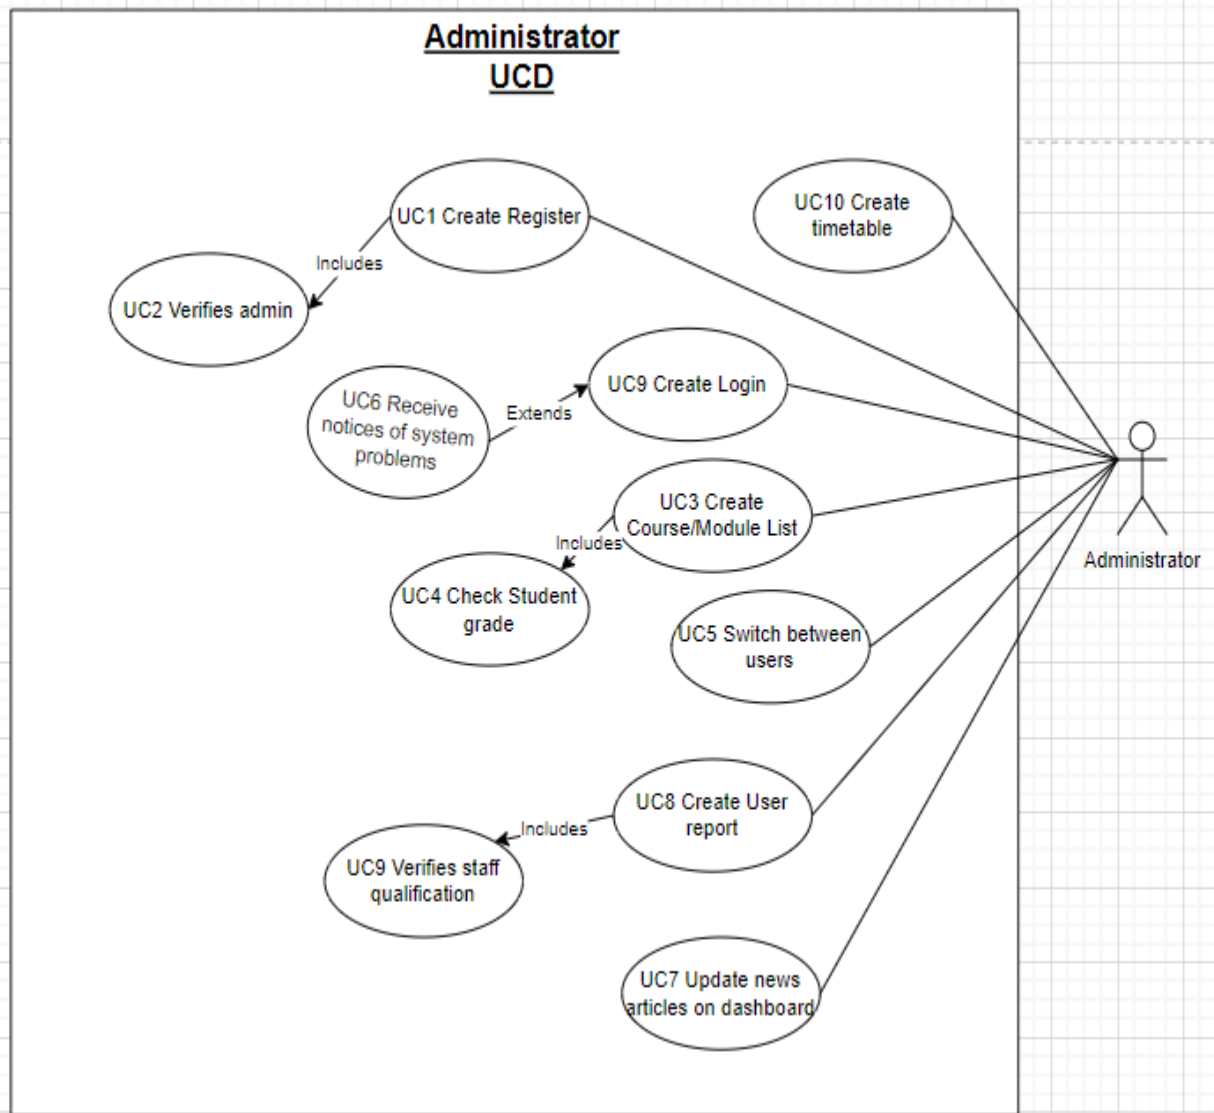 Administrator
UCD
UC1 Create Register
UC10 Create
timetable
Includes
UC2 Verifies admin
UC9 Create Login
UC6 Receive
notices of system
problems
Extends
UC3 Create
Course/Module List
Includes
UC4 Check Student
grade
Administrator
UC5 Switch between
users
UC8 Create User
report
Includes
UC9 Verifies staff
qualification
UC7 Update news
articles on dashboard